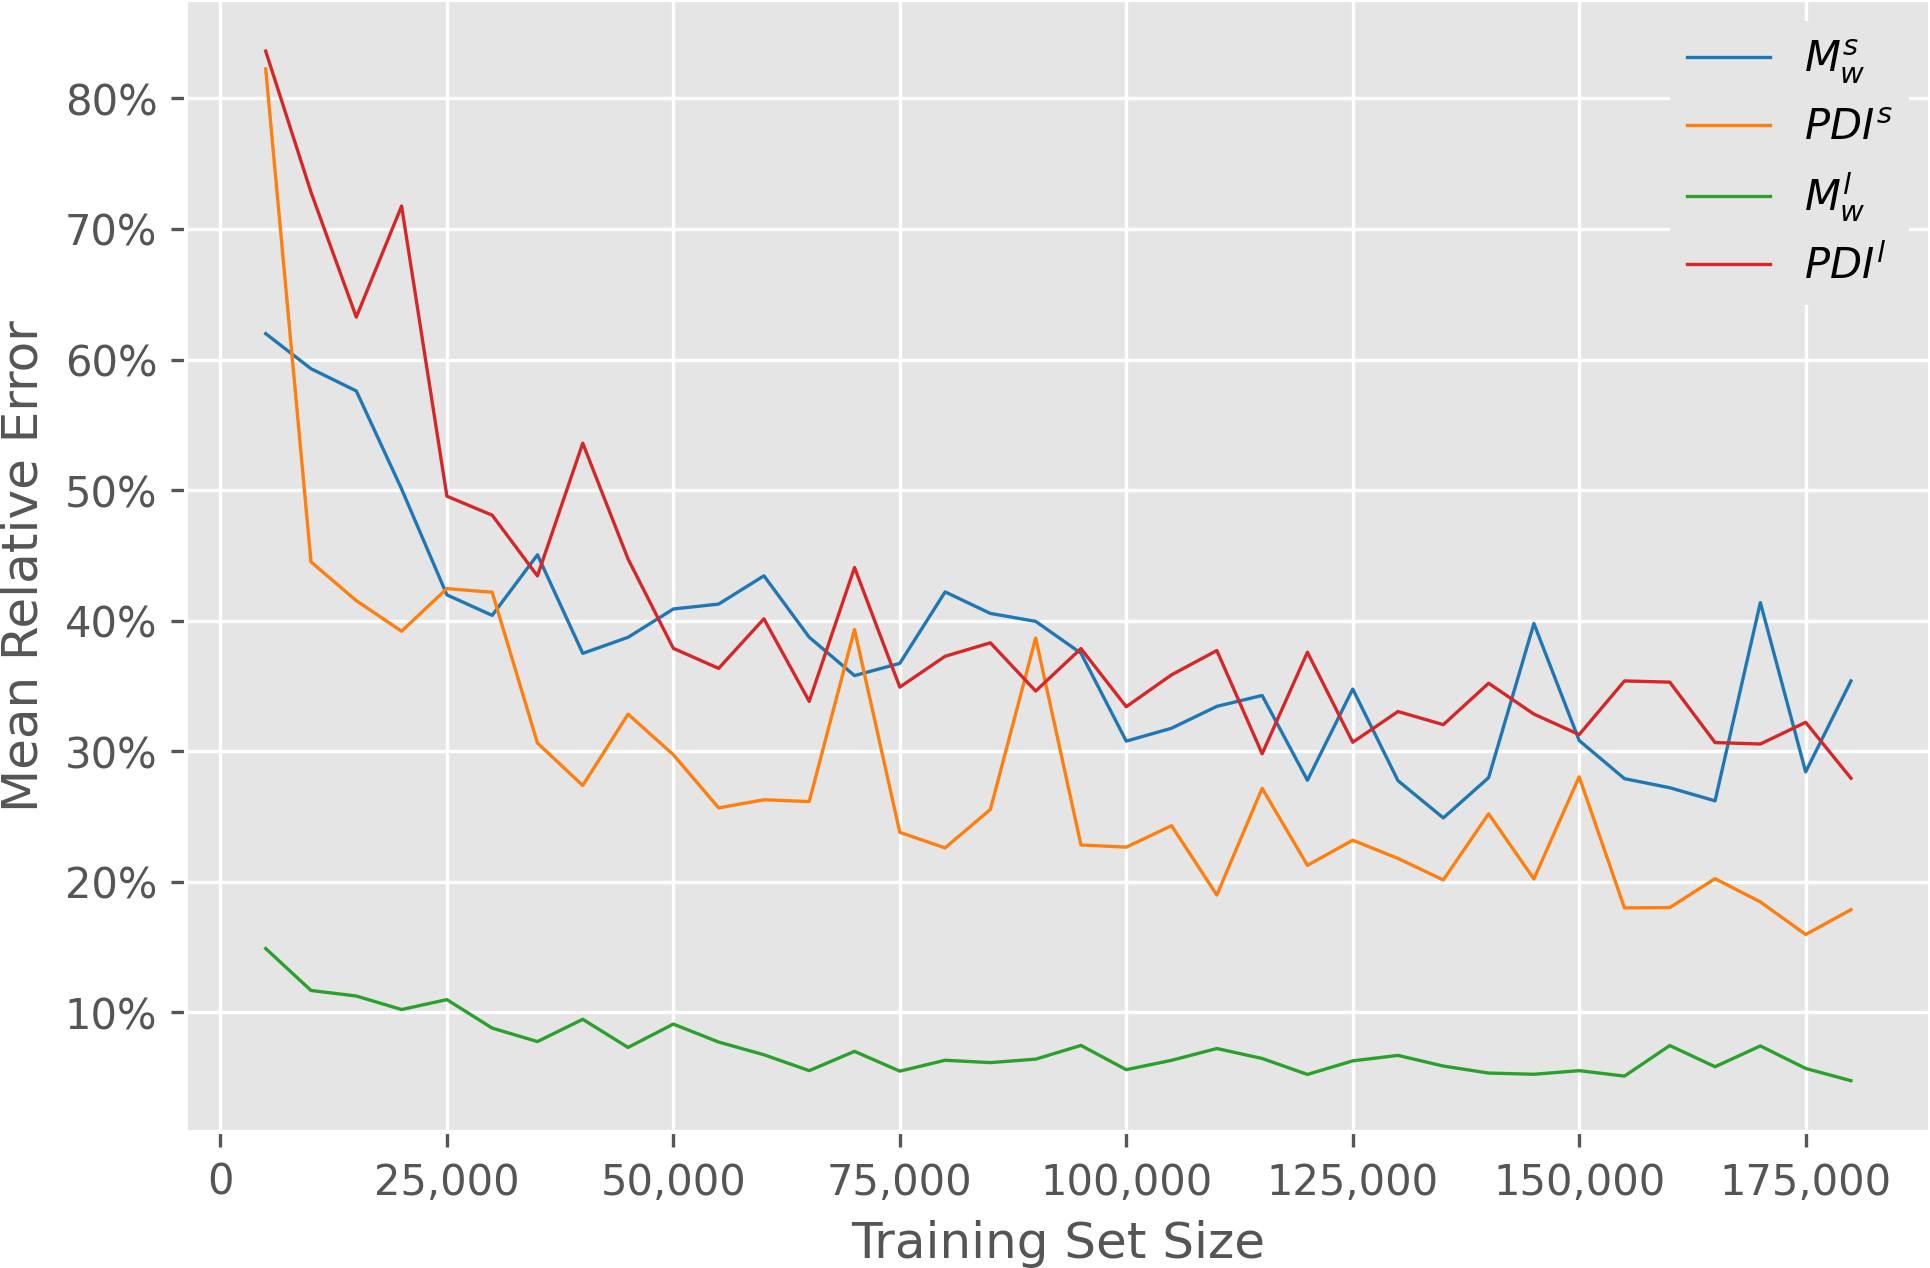 80%
70%
60%
50%
40%
30%
20%
10%
Mean Relative Error
0 25,000 50,000 75,000 100,000 125,000 150,000 175,000
Training Set Size
M_w^s
PDI^s
M_w^l
PDI^l